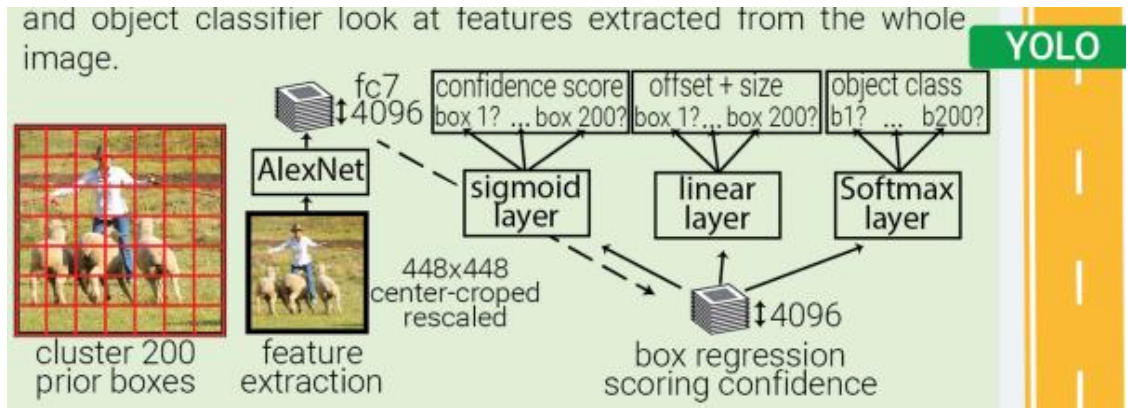 and object classifier look at features extracted from the whole
image.
YOLO
fc7
4096
confidence score
box 1? ... box 200?
offset + size
box 1?... box 200?
object class
b1? ... b200?
AlexNet
sigmoid
layer
linear
layer
Softmax
layer
448x448
center-croped
rescaled
4096
cluster 200
prior boxes
feature
extraction
box regression
scoring confidence